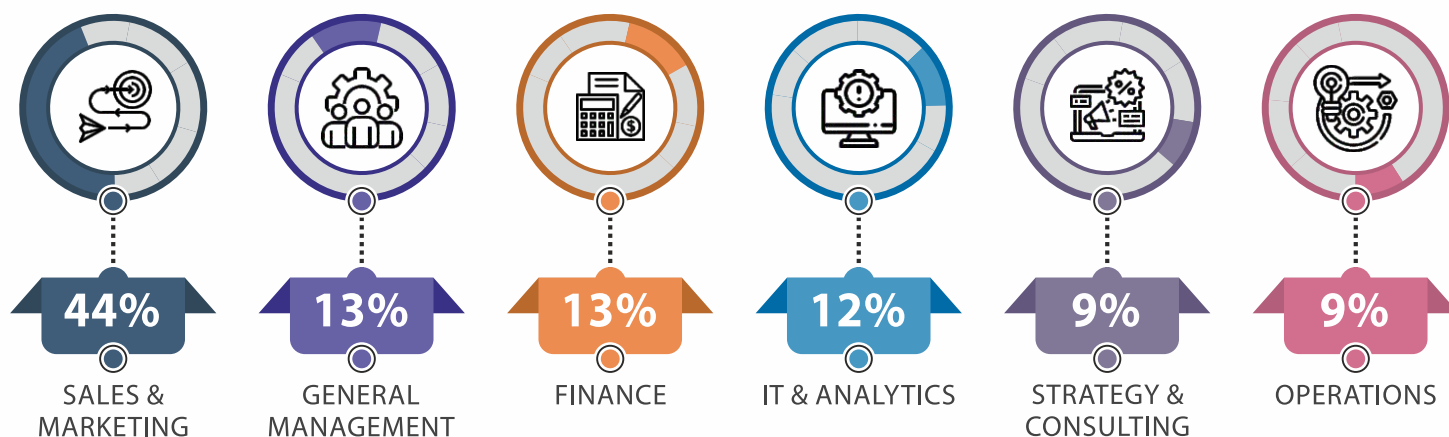 44%
13%
13%
12%
9%
9%
SALES &
MARKETING
GENERAL
MANAGEMENT
FINANCE
IT & ANALYTICS
STRATEGY &
CONSULTING
OPERATIONS